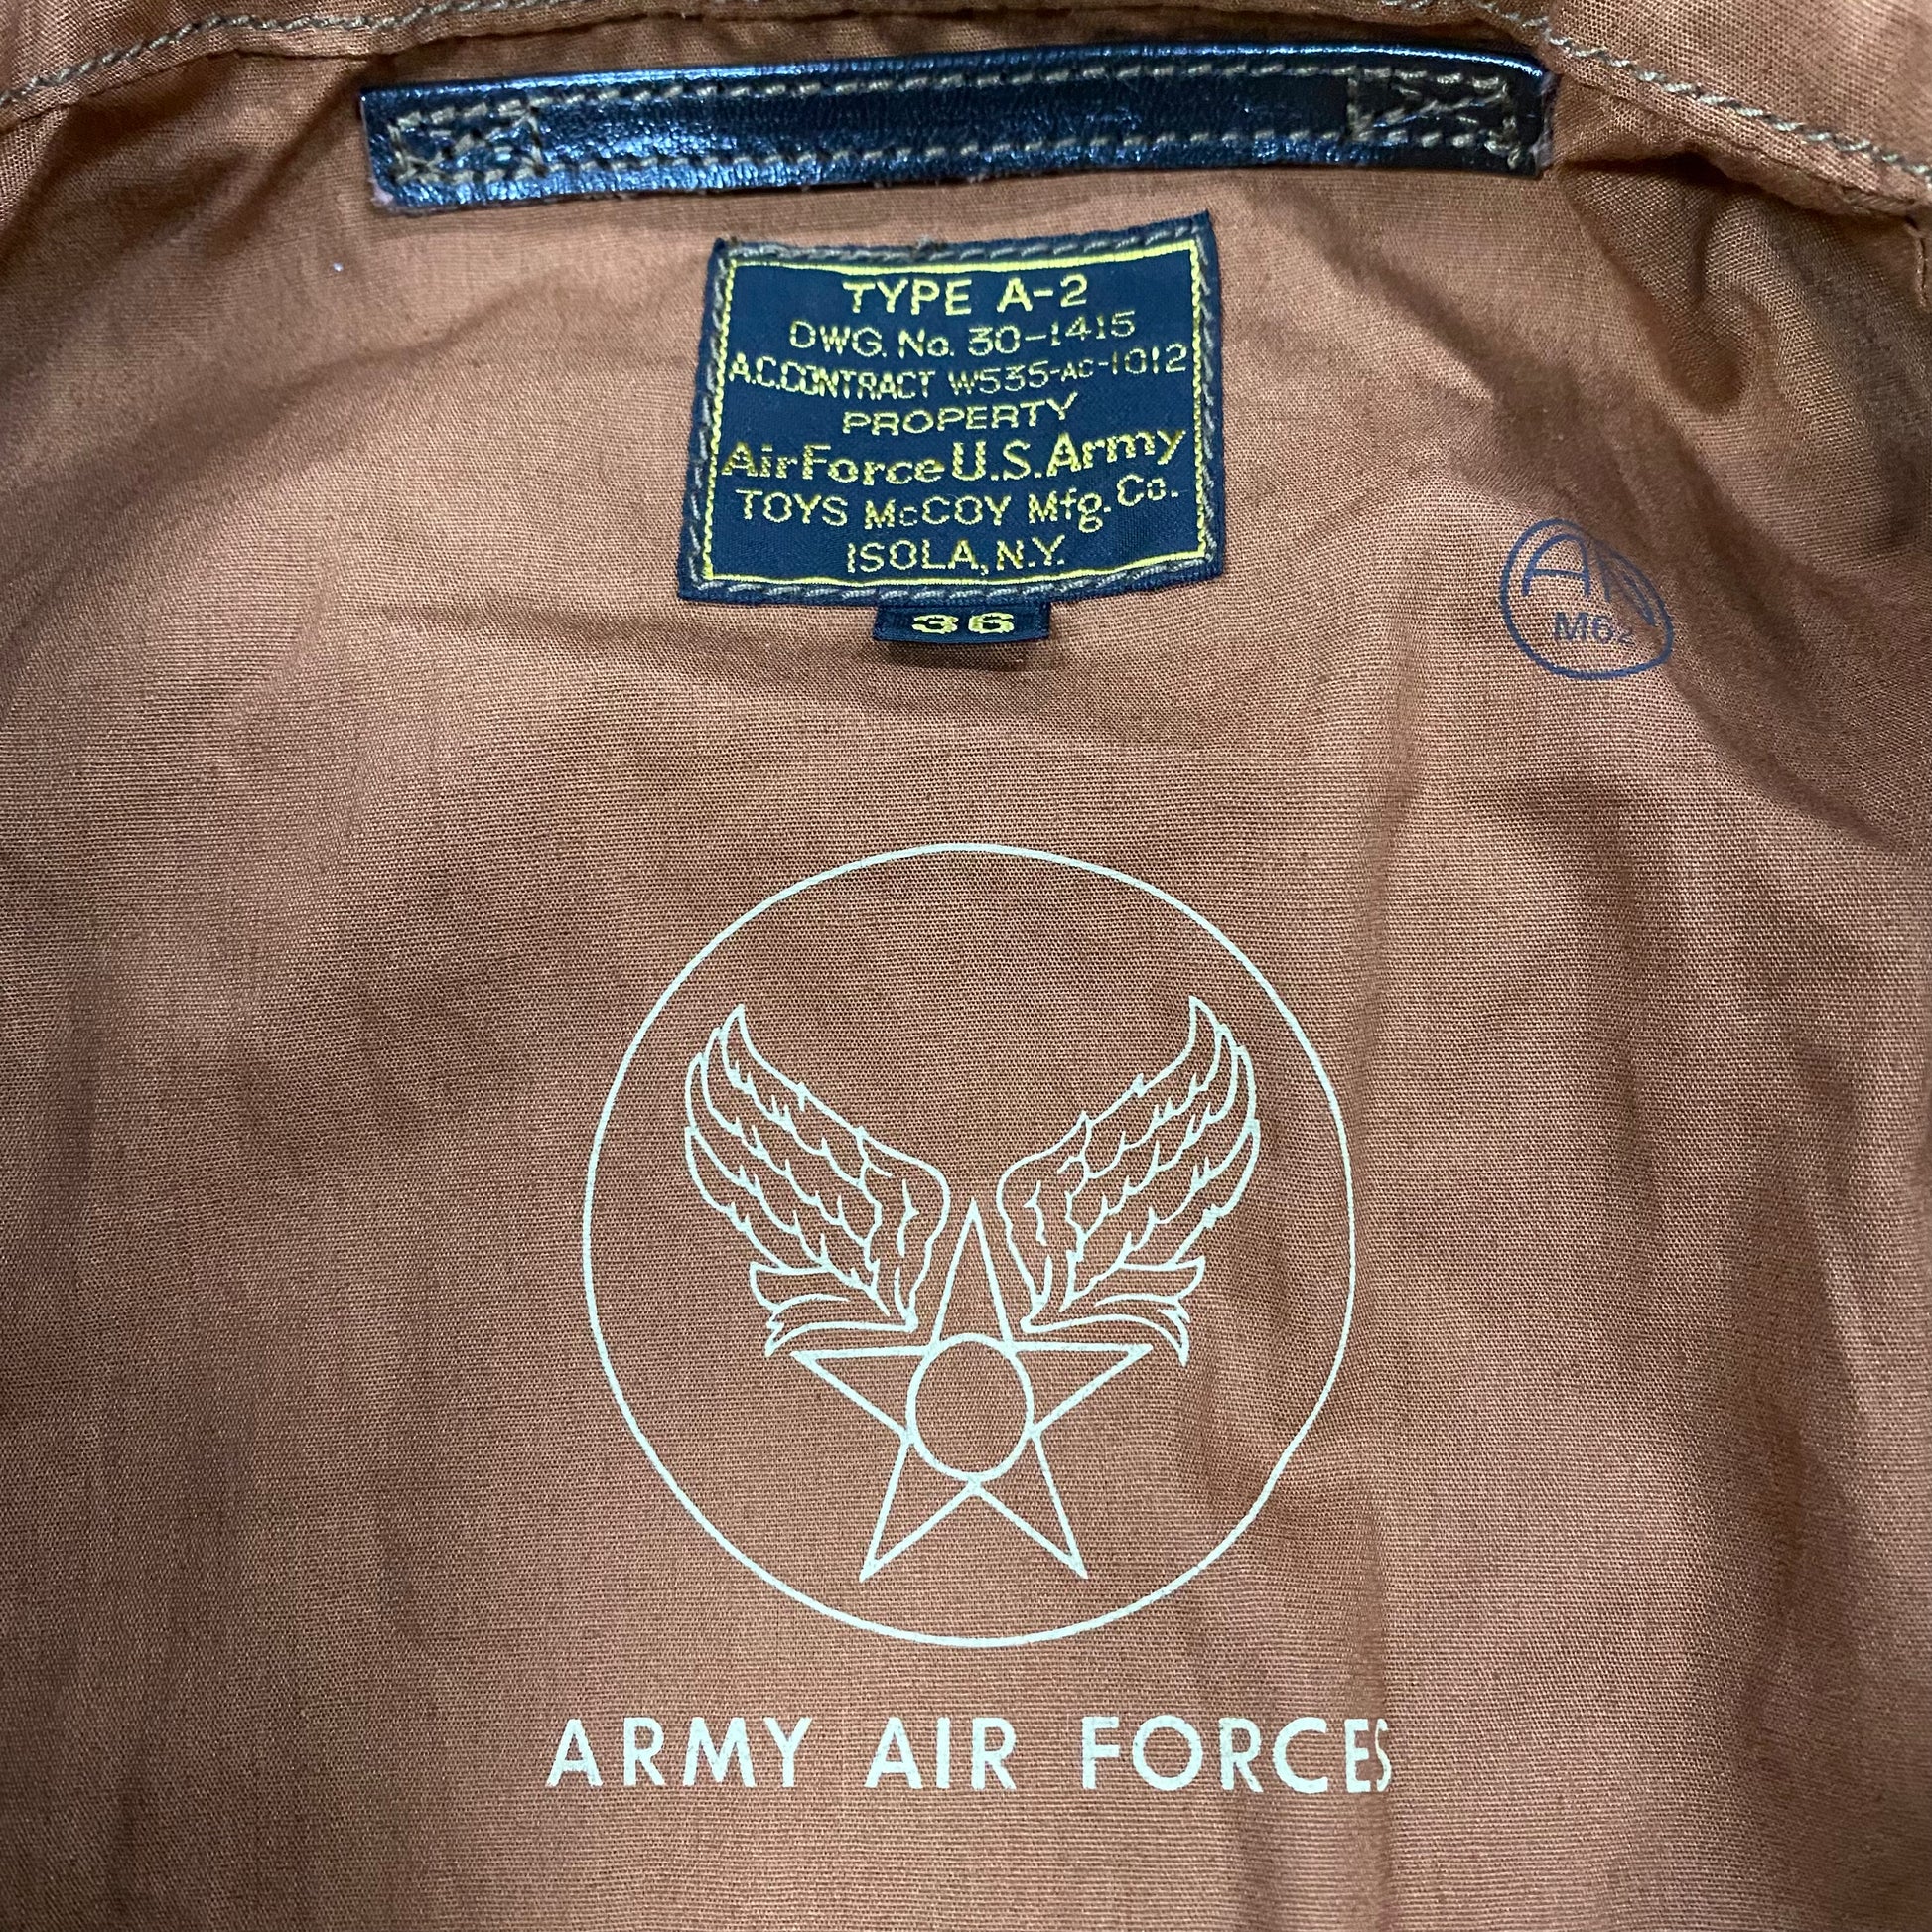 TYPE A-2
DWG. No. 30-1415
A.C.CONTRACT W535-AC-1012
PROPERTY
AirForce U.S.Army
TOYS McCOY Mfg. Co.
ISOLA, N.Y.
36
AN
M62
ARMY AIR FORCES